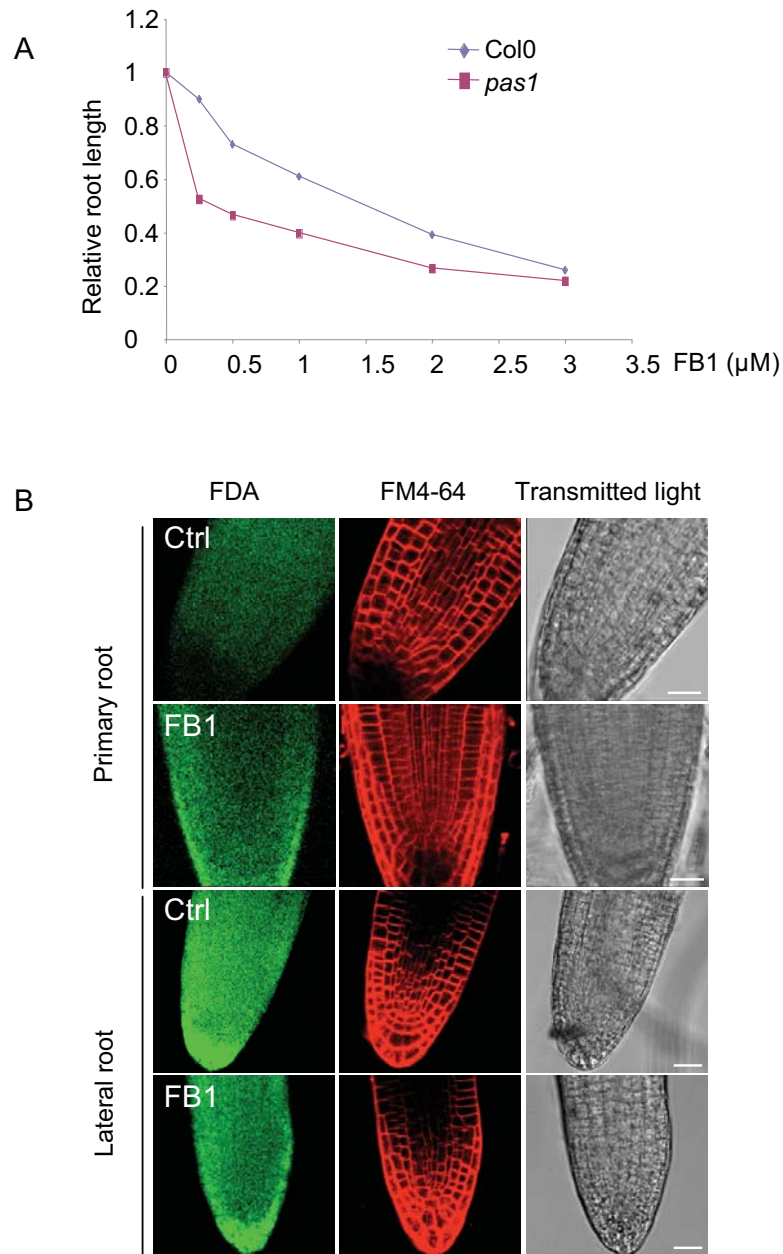 A
Col0
pas1
Relative root length
1.2
1
0.8
0.6
0.4
0.2
0
0 0.5 1 1.5 2 2.5 3 3.5 FB1 (µM)
B
FDA FM4-64 Transmitted light
Primary root
Ctrl
FB1
Lateral root
Ctrl
FB1